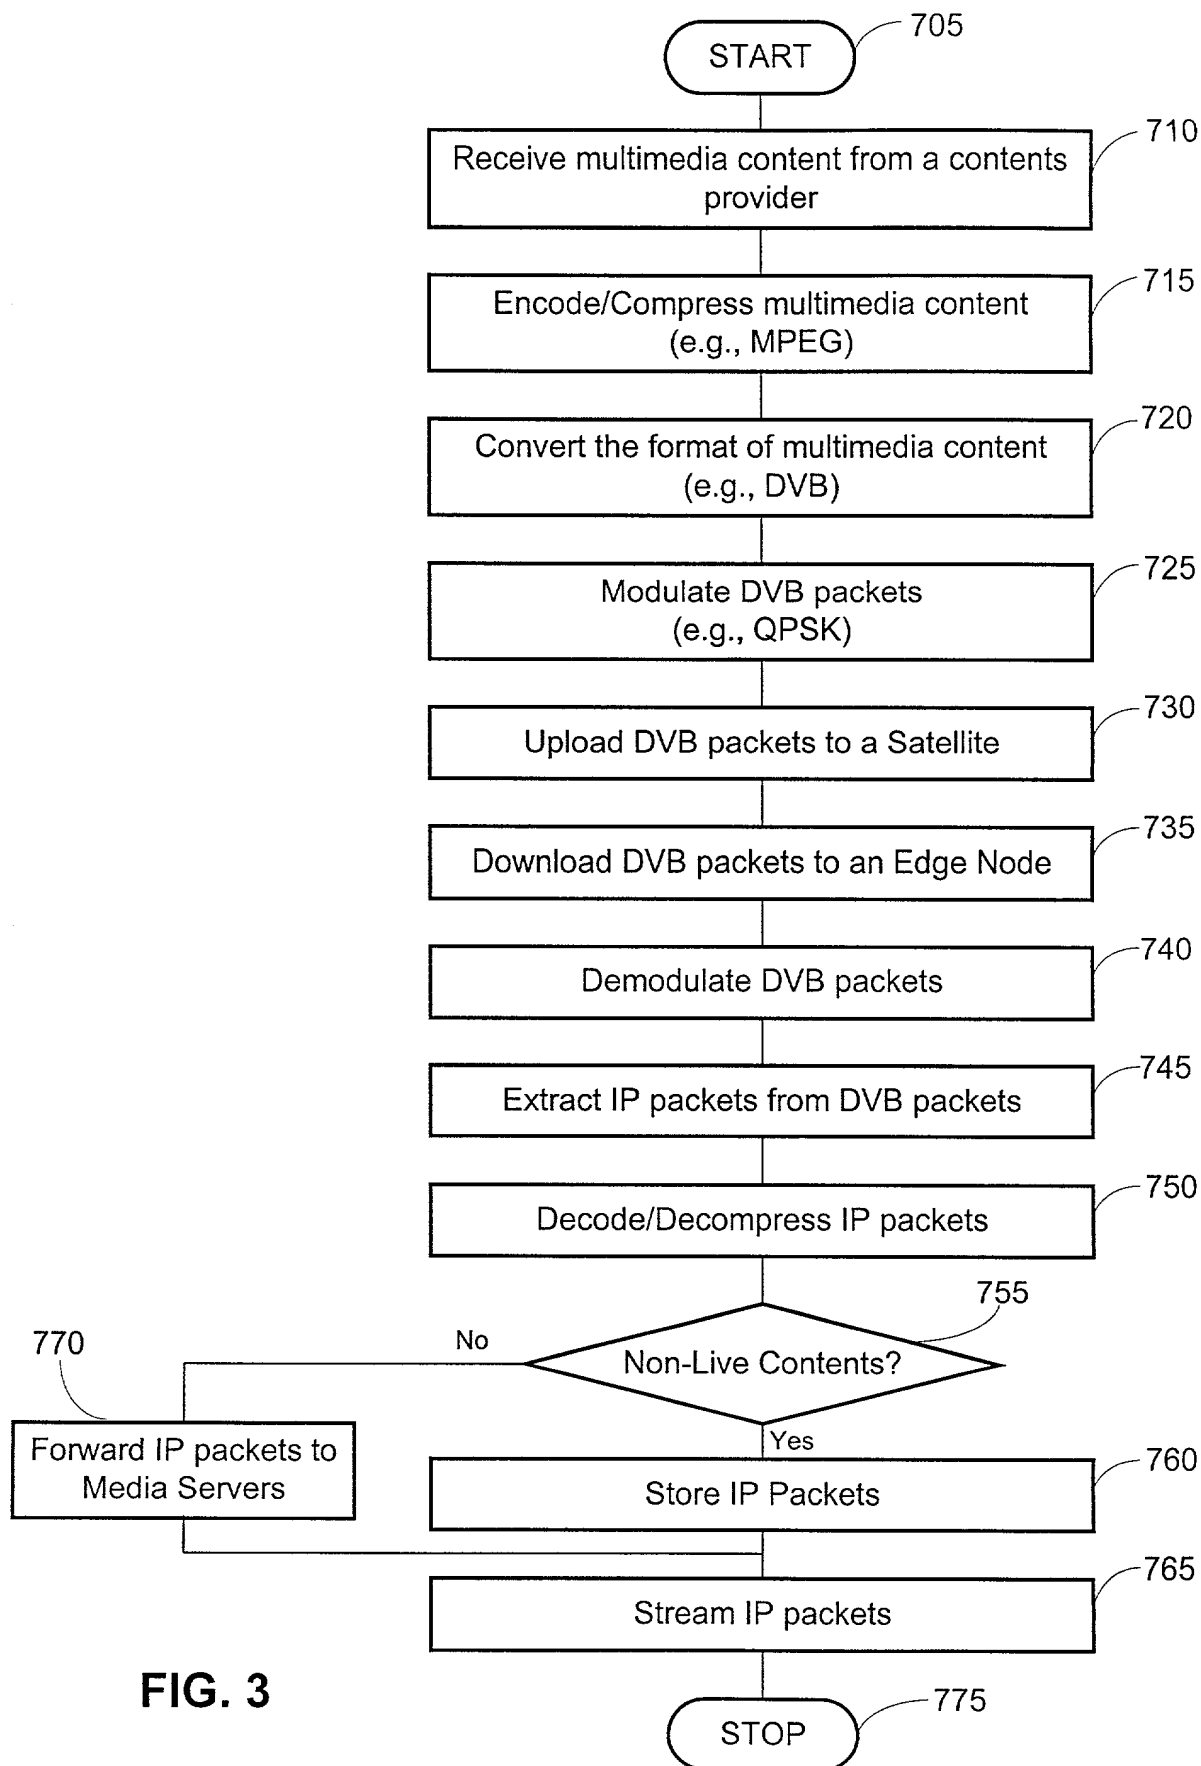 START
705
Receive multimedia content from a contents
provider
710
Encode/Compress multimedia content
(e.g., MPEG)
715
Convert the format of multimedia content
(e.g., DVB)
720
Modulate DVB packets
(e.g., QPSK)
725
Upload DVB packets to a Satellite
730
Download DVB packets to an Edge Node
735
Demodulate DVB packets
740
Extract IP packets from DVB packets
745
Decode/Decompress IP packets
750
Non-Live Contents?
755
No
770
Forward IP packets to
Media Servers
Yes
Store IP Packets
760
Stream IP packets
765
FIG. 3
STOP
775